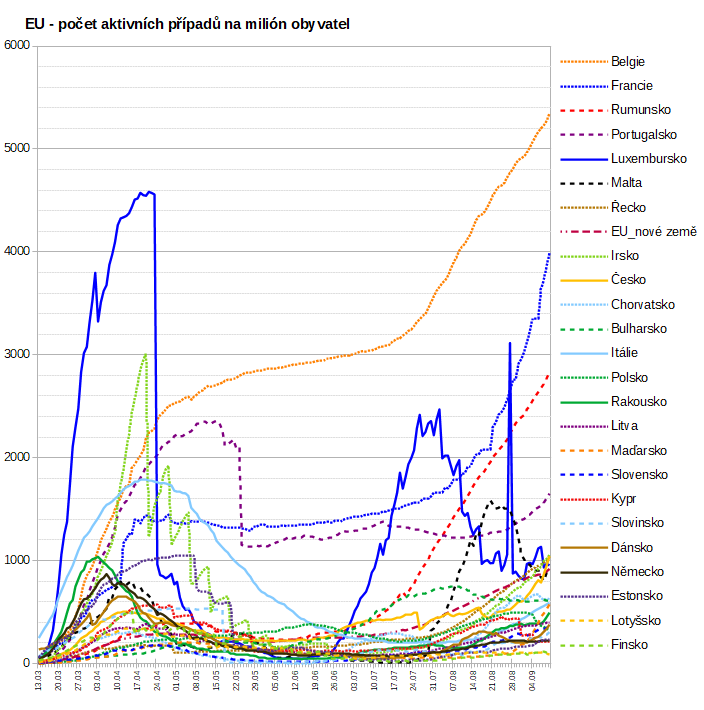 EU - počet aktivních případů na milión obyvatel
6000
5000
4000
3000
2000
1000
0
Belgie
Francie
Rumunsko
Portugalsko
Luxembursko
Malta
Řecko
EU_nové země
Irsko
Česko
Chorvatsko
Bulharsko
Itálie
Polsko
Rakousko
Litva
Maďarsko
Slovensko
Kypr
Slovinsko
Dánsko
Německo
Estonsko
Lotyšsko
Finsko
13.03
20.03
27.03
03.04
10.04
17.04
24.04
01.05
08.05
15.05
22.05
29.05
05.06
12.06
19.06
26.06
03.07
10.07
17.07
24.07
31.07
07.08
14.08
21.08
28.08
04.09